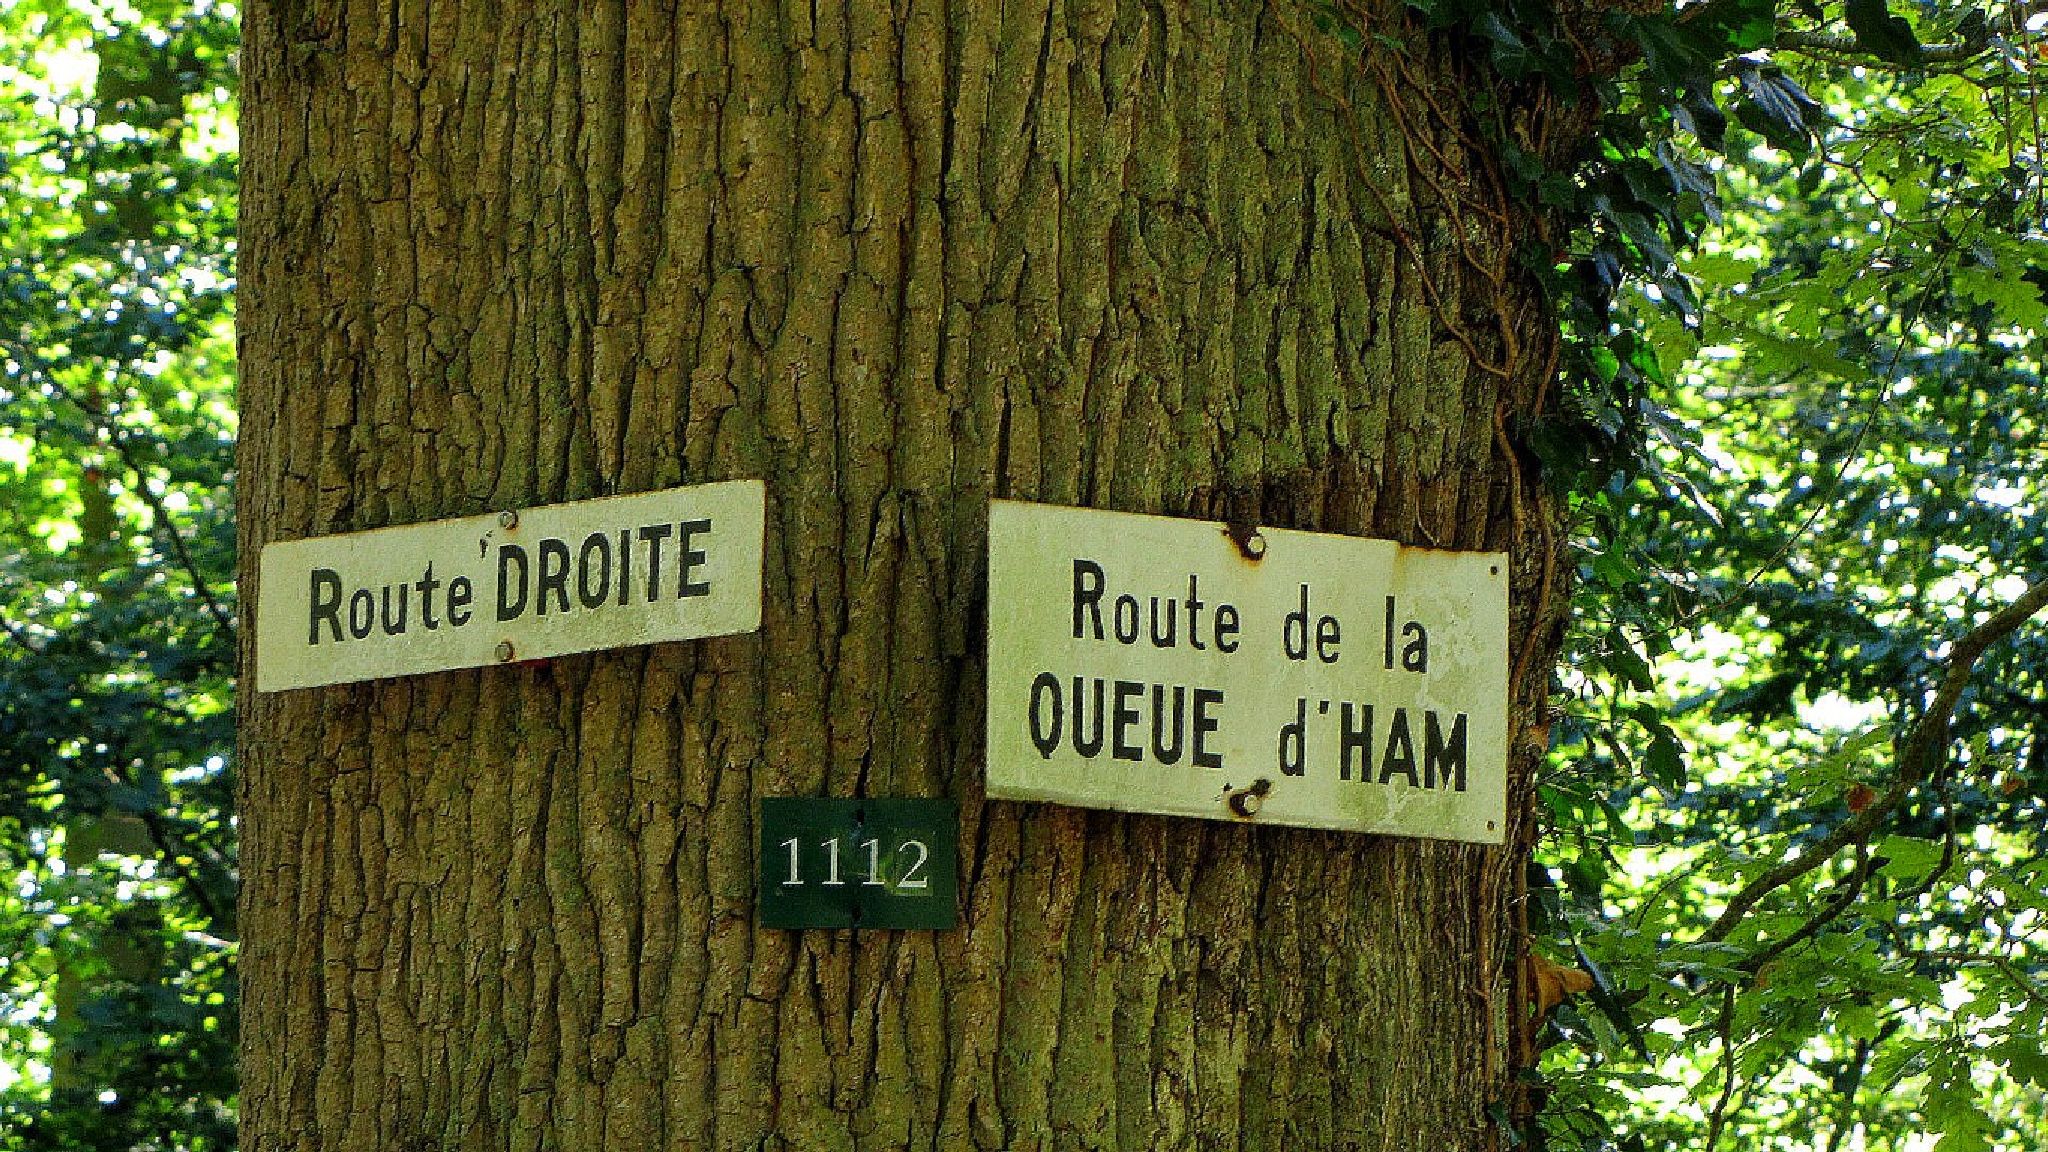 Route DROITE
Route de la
QUEUE d'HAM
1112